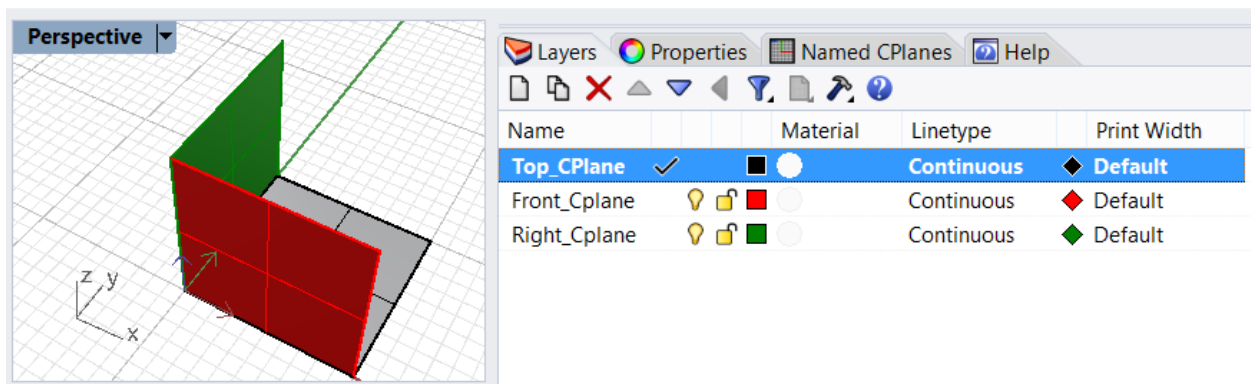 Perspective
z y
x
Layers Properties Named CPlanes Help
Name Material Linetype Print Width
Top_CPlane Continuous Default
Front_Cplane Continuous Default
Right_Cplane Continuous Default